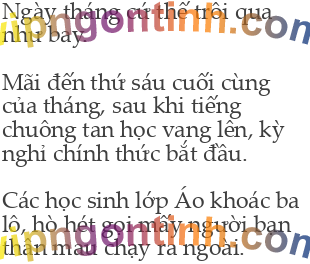 Ngày tháng cứ thế trôi qua
như bay.
Mãi đến thứ sáu cuối cùng
của tháng, sau khi tiếng
chuông tan học vang lên, kỳ
nghỉ chính thức bắt đầu.
Các học sinh lớp Áo khoác ba
lô, hò hét gọi mấy người bạn
thân mau chạy ra ngoài.